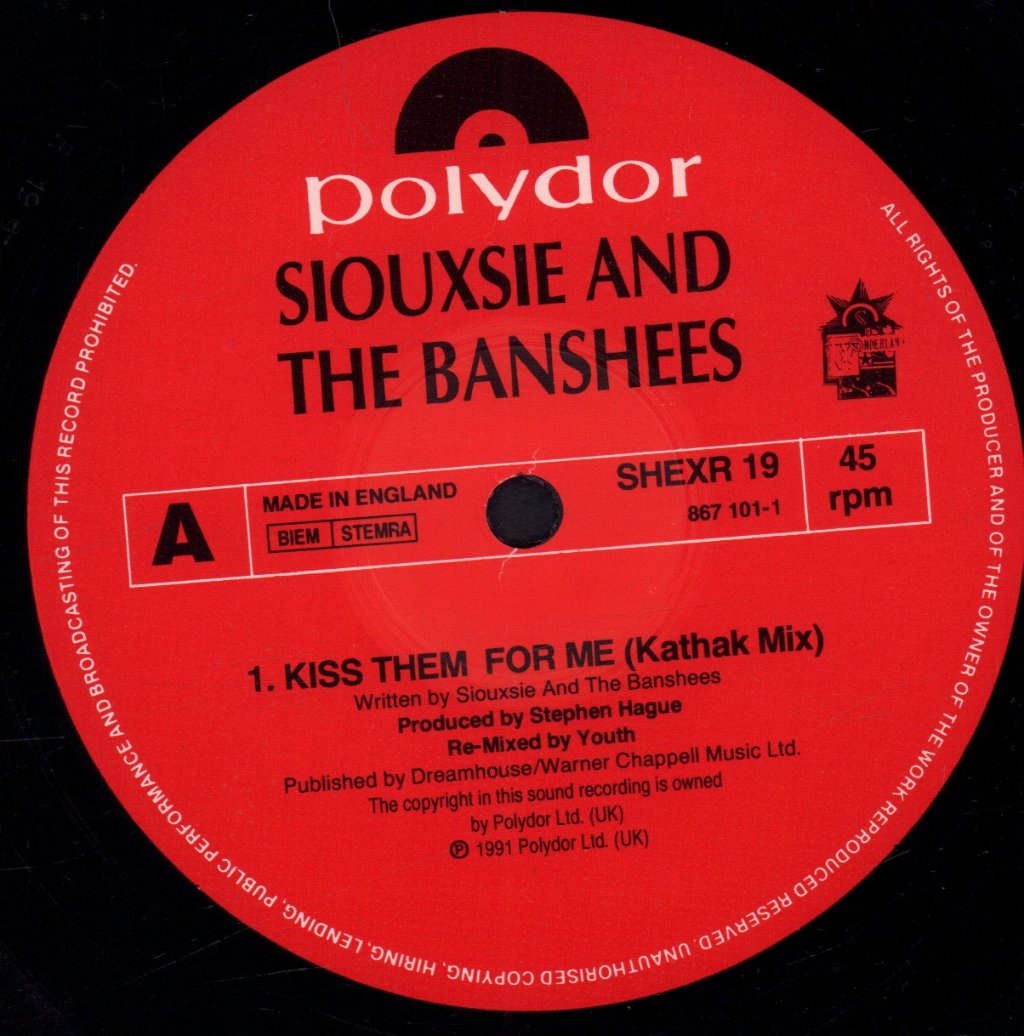 polydor
SIOUXSIE AND
THE BANSHEES
A
MADE IN ENGLAND
BIEM STEMRA
SHEXR 19
867 101-1
45
rpm
1. KISS THEM FOR ME (Kathak Mix)
Written by Siouxsie And The Banshees
Produced by Stephen Hague
Re-Mixed by Youth
Published by Dreamhouse/Warner Chappell Music Ltd.
The copyright in this sound recording is owned
by Polydor Ltd. (UK)
℗ 1991 Polydor Ltd. (UK)
ALL RIGHTS OF THE PRODUCER AND OF THE OWNER OF THE WORK REPRODUCED RESERVED. UNAUTHORISED COPYING, HIRING, LENDING, PUBLIC PERFORMANCE AND BROADCASTING OF THIS RECORD PROHIBITED.